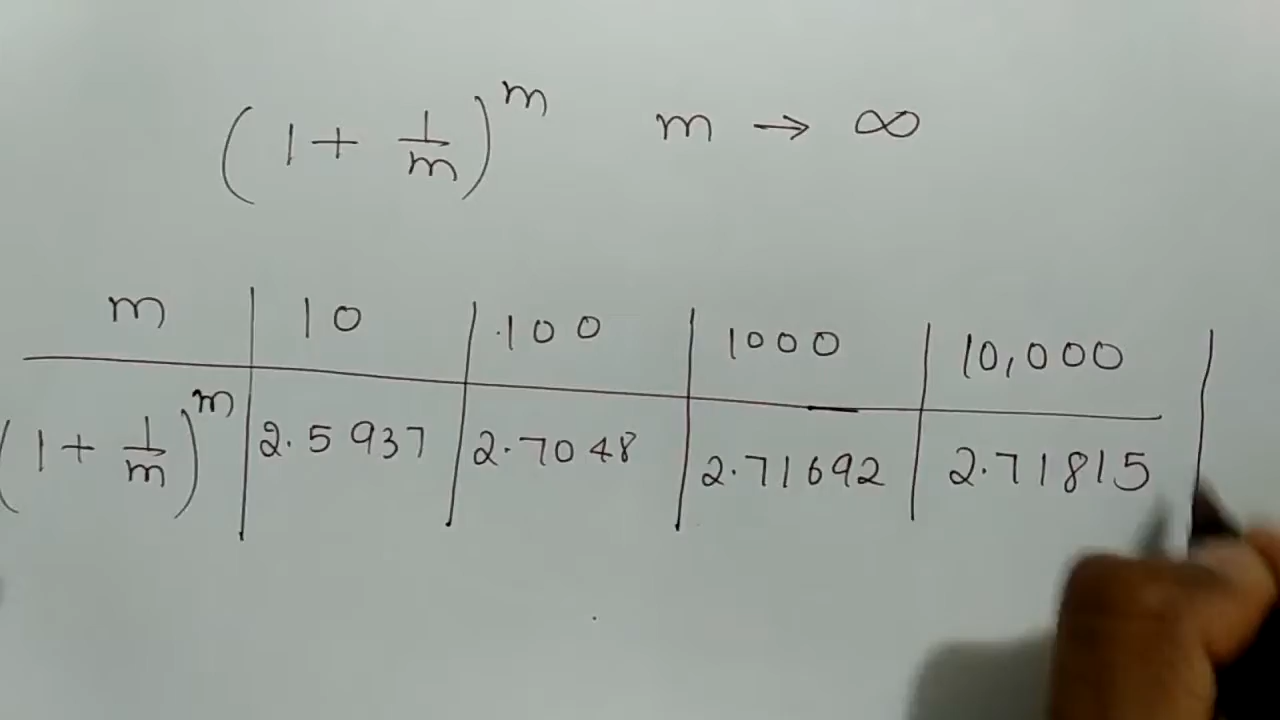 (1 + 1/m)^m m → ∞
m | 10 | 100 | 1000 | 10,000 |
(1 + 1/m)^m | 2.5937 | 2.7048 | 2.71692 | 2.71815 |